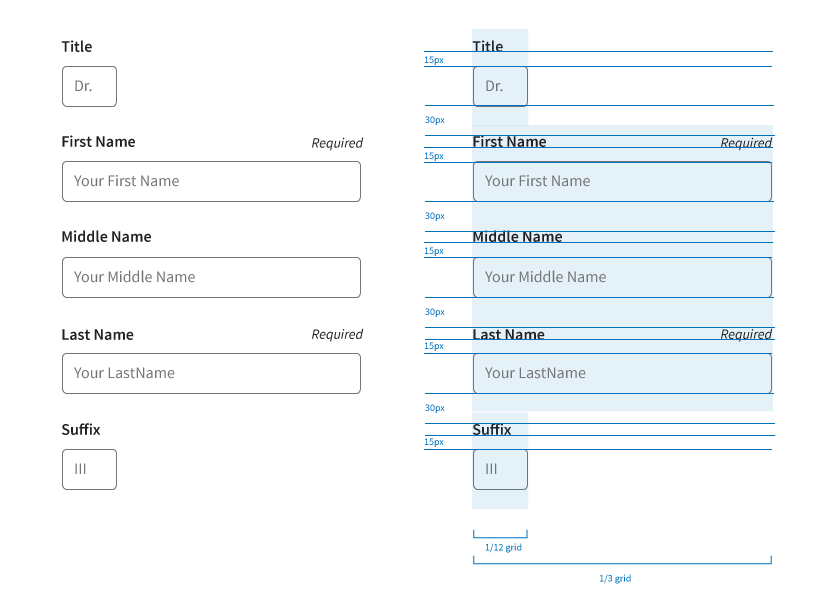 Title
Dr.
First Name Required
Your First Name
Middle Name
Your Middle Name
Last Name Required
Your LastName
Suffix
III
Title
15px
Dr.
30px
First Name Required
15px
Your First Name
30px
Middle Name
15px
Your Middle Name
30px
Last Name Required
15px
Your LastName
30px
Suffix
15px
III
1/12 grid
1/3 grid